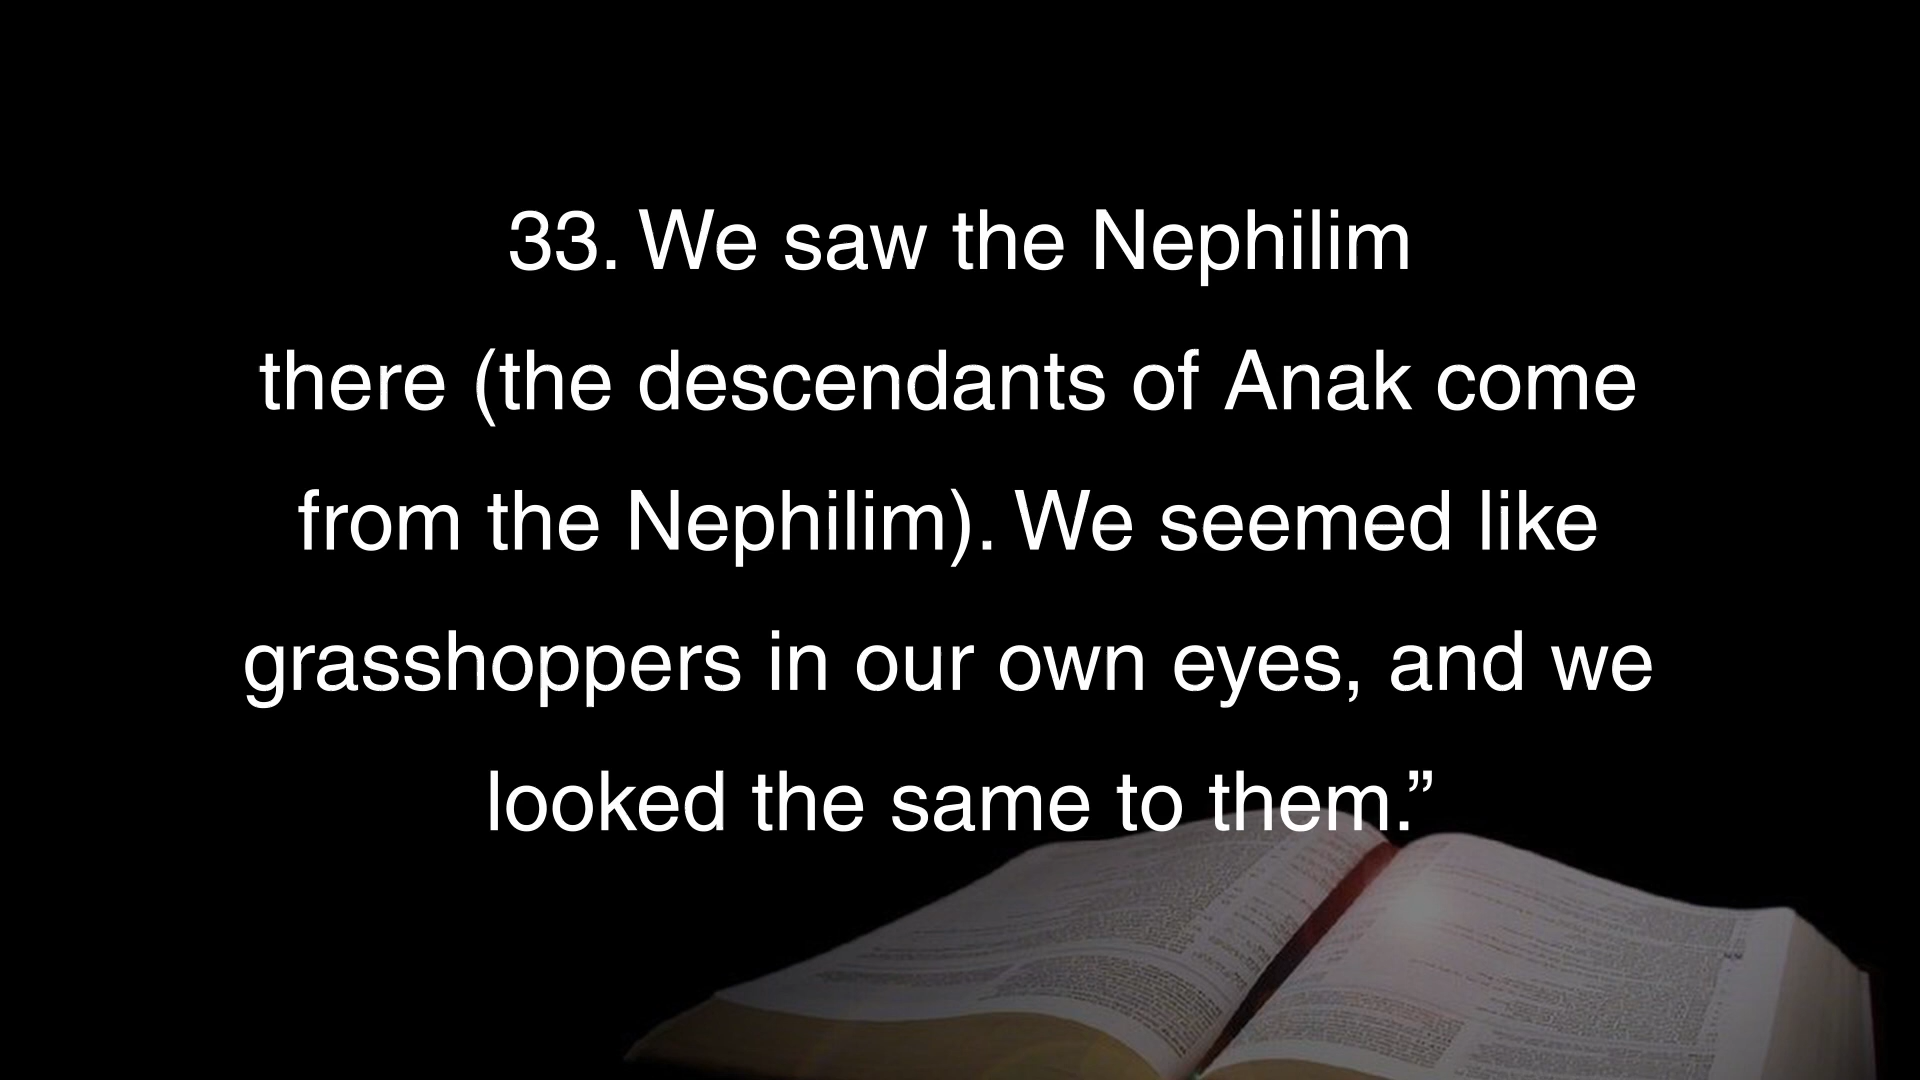 33. We saw the Nephilim
there (the descendants of Anak come
from the Nephilim). We seemed like
grasshoppers in our own eyes, and we
looked the same to them.”